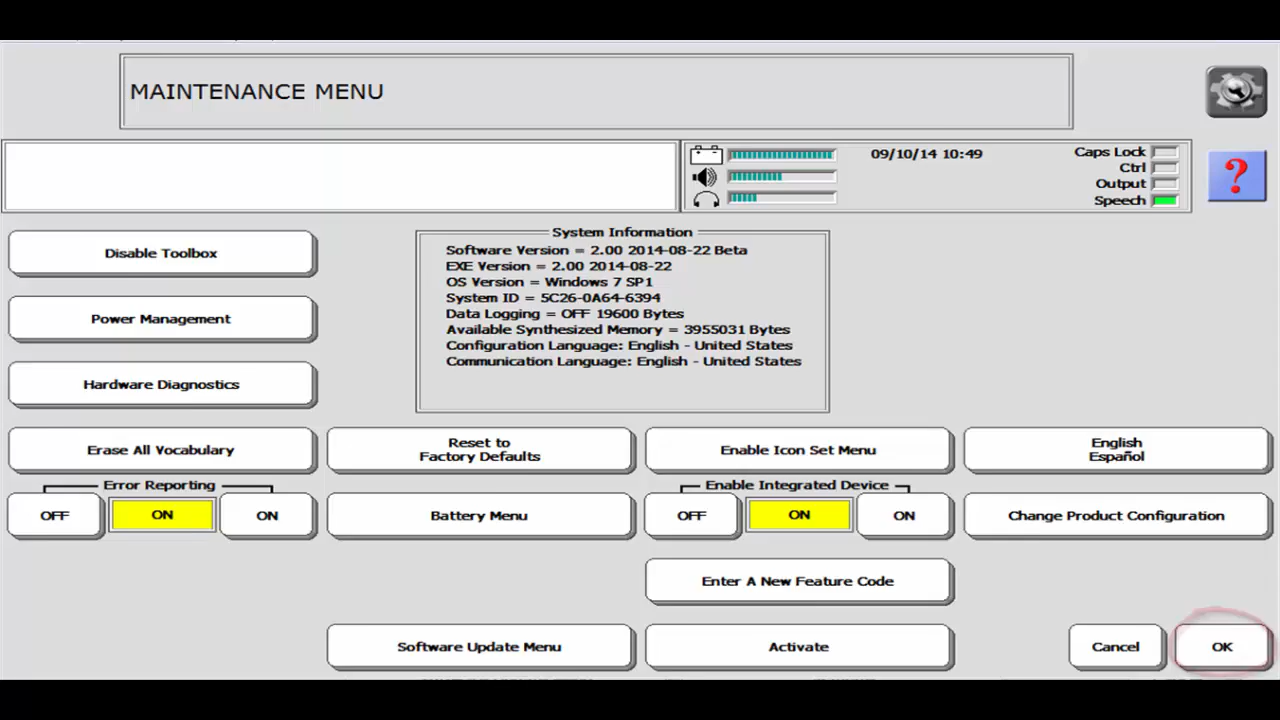 MAINTENANCE MENU
09/10/14 10:49
Caps Lock
Ctrl
Output
Speech
?
Disable Toolbox
Power Management
Hardware Diagnostics
System Information
Software Version = 2.00 2014-08-22 Beta
EXE Version = 2.00 2014-08-22
OS Version = Windows 7 SP1
System ID = 5C26-0A64-6394
Data Logging = OFF 19600 Bytes
Available Synthesized Memory = 3955031 Bytes
Configuration Language: English - United States
Communication Language: English - United States
Erase All Vocabulary
Reset to
Factory Defaults
Enable Icon Set Menu
English
Español
Error Reporting
OFF ON ON
Battery Menu
Enable Integrated Device
OFF ON ON
Change Product Configuration
Enter A New Feature Code
Software Update Menu
Activate
Cancel
OK